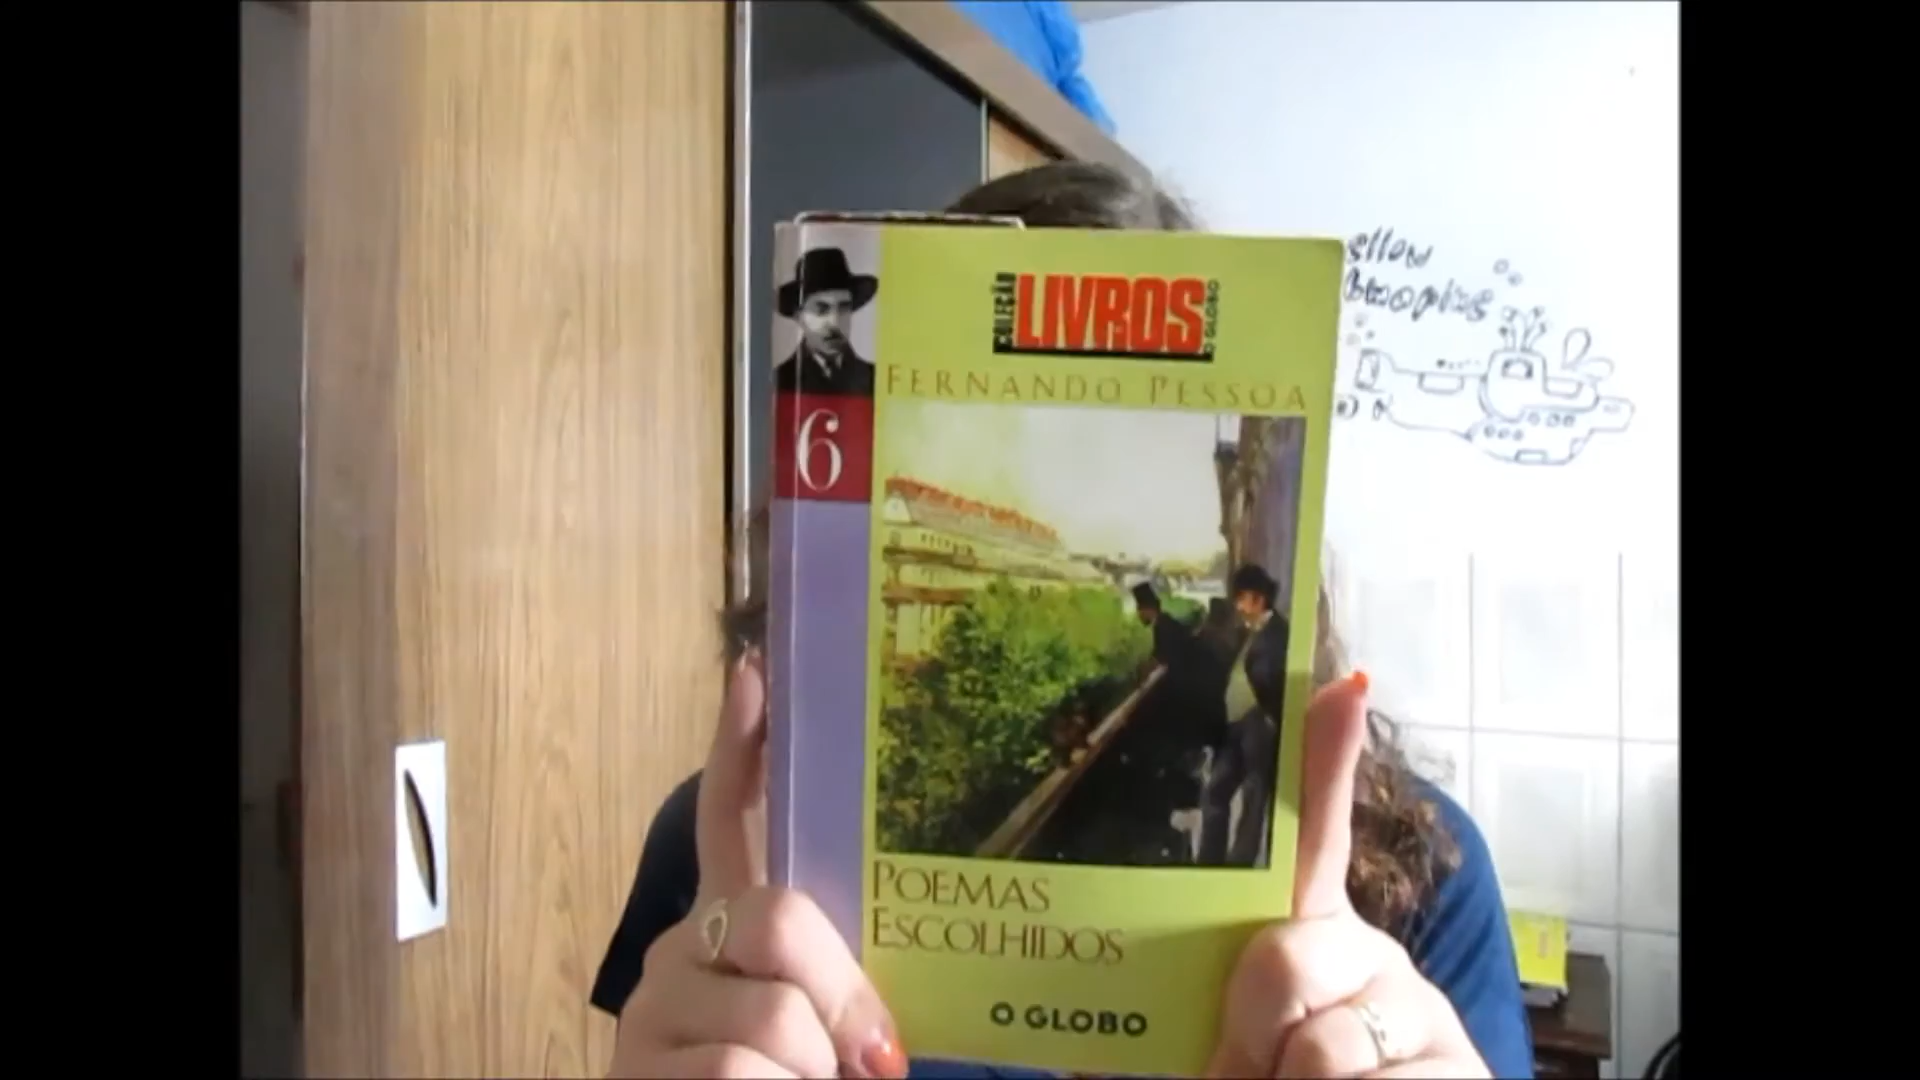 COLEÇÃO
LIVROS
O GLOBO
FERNANDO PESSOA
6
POEMAS
ESCOLHIDOS
O GLOBO